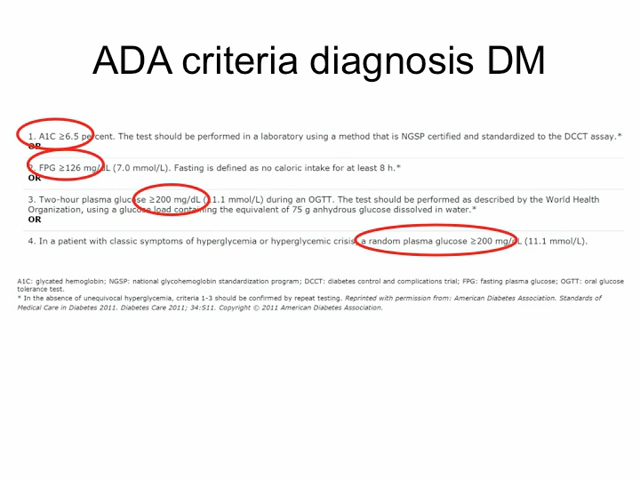 ADA criteria diagnosis DM
1. A1C ≥6.5 percent. The test should be performed in a laboratory using a method that is NGSP certified and standardized to the DCCT assay.*
OR
2. FPG ≥126 mg/dL (7.0 mmol/L). Fasting is defined as no caloric intake for at least 8 h.*
OR
3. Two-hour plasma glucose ≥200 mg/dL (11.1 mmol/L) during an OGTT. The test should be performed as described by the World Health
Organization, using a glucose load containing the equivalent of 75 g anhydrous glucose dissolved in water.*
OR
4. In a patient with classic symptoms of hyperglycemia or hyperglycemic crisis, a random plasma glucose ≥200 mg/dL (11.1 mmol/L).
A1C: glycated hemoglobin; NGSP: national glycohemoglobin standardization program; DCCT: diabetes control and complications trial; FPG: fasting plasma glucose; OGTT: oral glucose
tolerance test.
* In the absence of unequivocal hyperglycemia, criteria 1-3 should be confirmed by repeat testing. Reprinted with permission from: American Diabetes Association. Standards of
Medical Care in Diabetes 2011. Diabetes Care 2011; 34:S11. Copyright © 2011 American Diabetes Association.